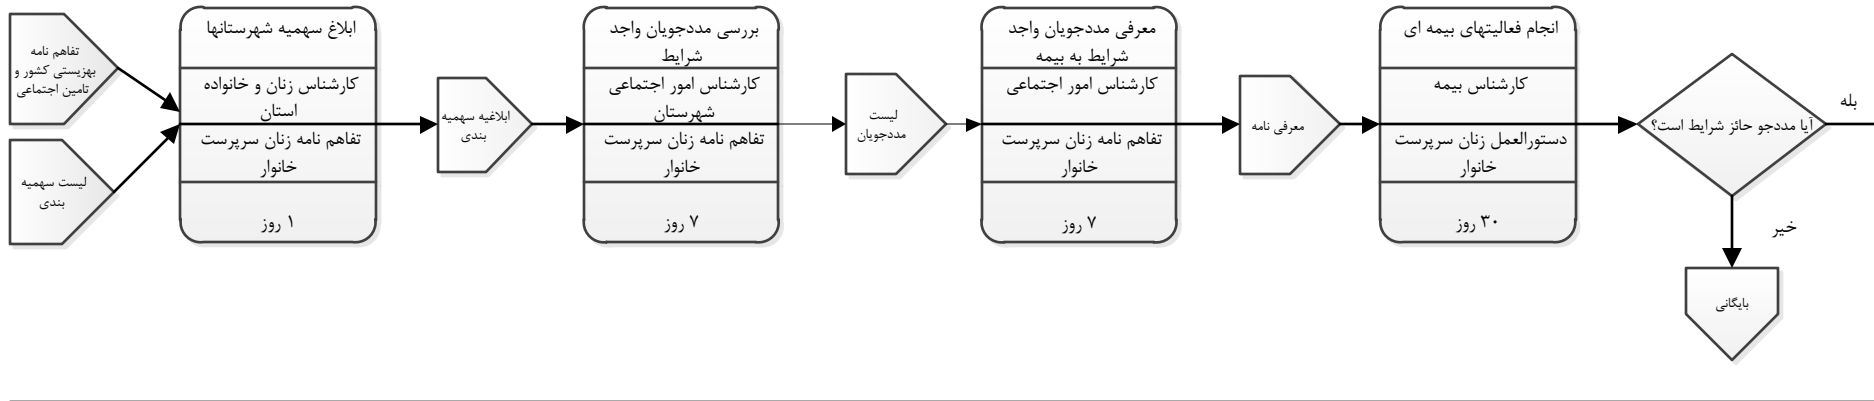 تفاهم نامه
بهزیستی کشور و
تامین اجتماعی
لیست سهمیه
بندی
ابلاغ سهمیه شهرستانها
کارشناس زنان و خانواده
استان
تفاهم نامه زنان سرپرست
خانوار
۱ روز
ابلاغیه سهمیه
بندی
بررسی مددجویان واجد
شرایط
کارشناس امور اجتماعی
شهرستان
تفاهم نامه زنان سرپرست
خانوار
۷ روز
لیست
مددجویان
معرفی مددجویان واجد
شرایط به بیمه
کارشناس امور اجتماعی
تفاهم نامه زنان سرپرست
خانوار
۷ روز
معرفی نامه
انجام فعالیتهای بیمه ای
کارشناس بیمه
دستورالعمل زنان سرپرست
خانوار
۳۰ روز
آیا مددجو حائز شرایط است؟
بله
خیر
بایگانی